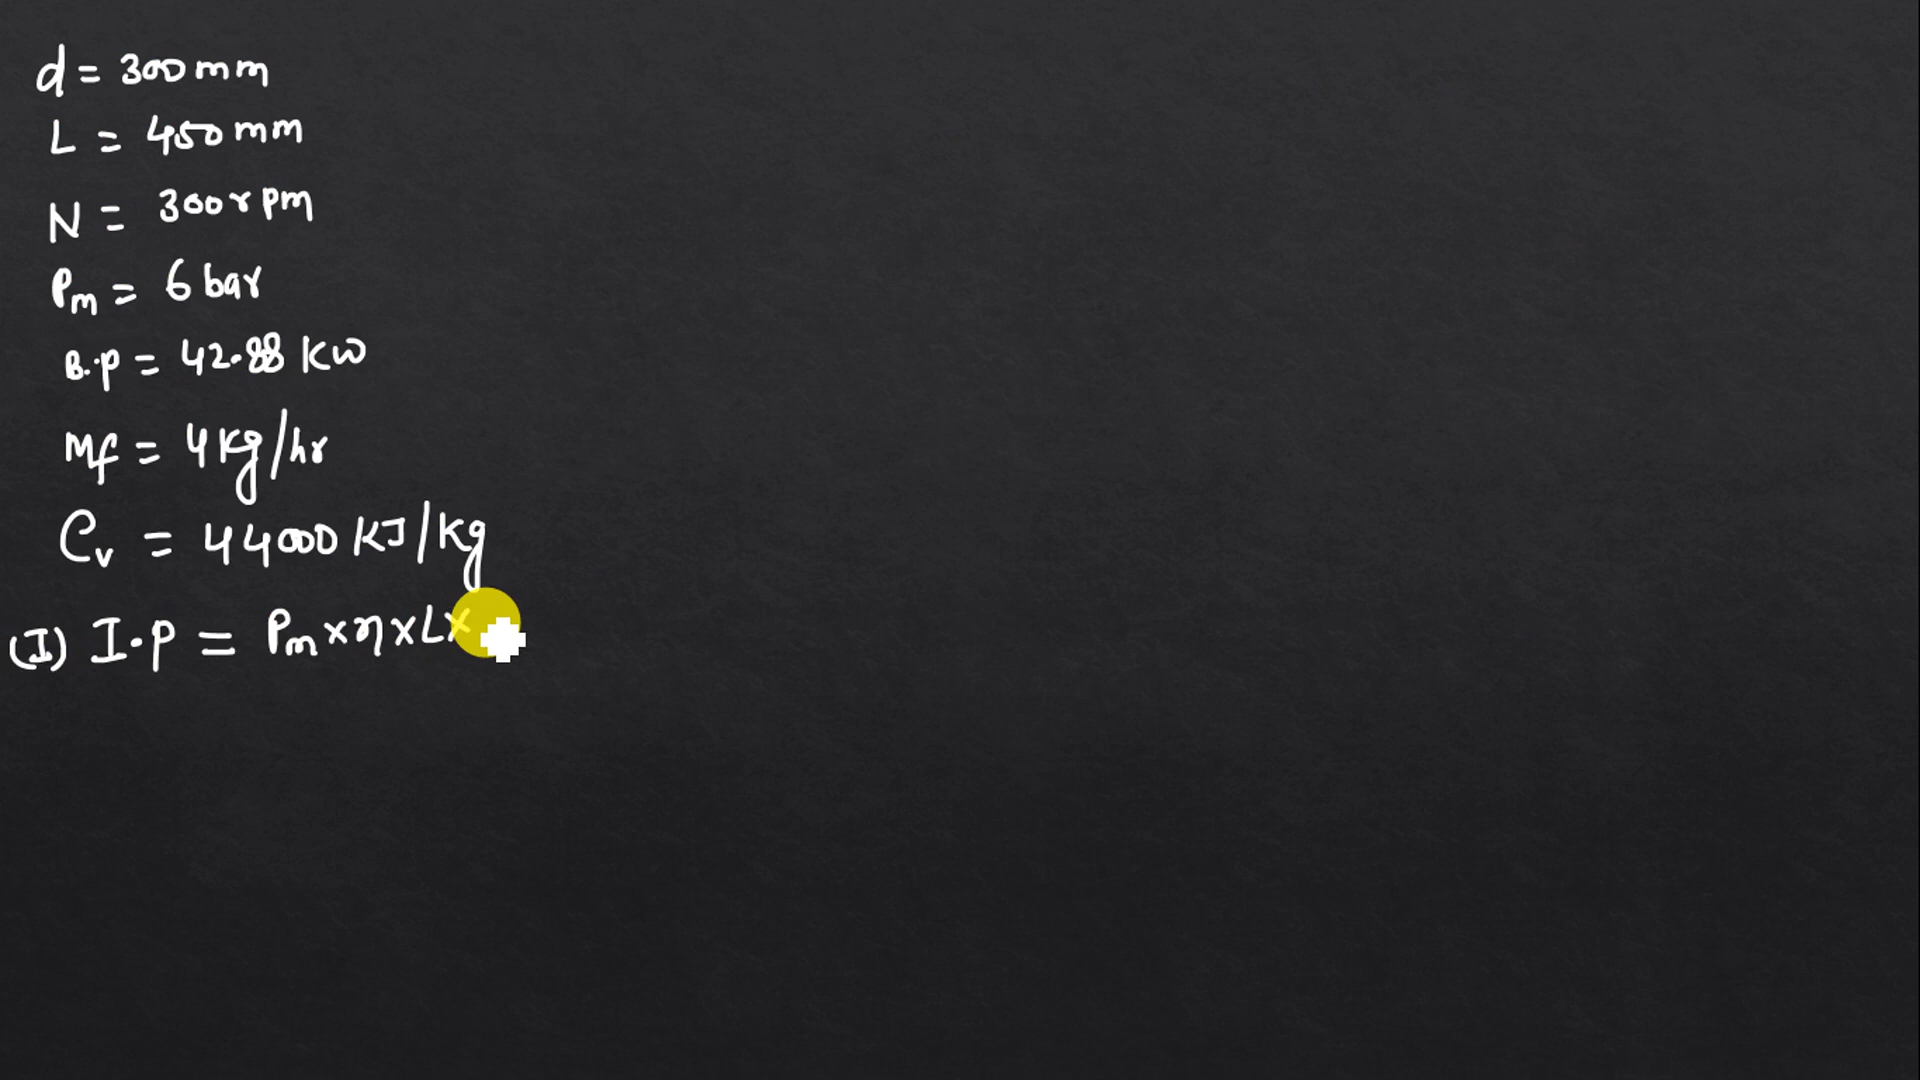 d = 300 mm
L = 450 mm
N = 300 rpm
Pm = 6 bar
B.p = 42.88 KW
Mf = 4 Kg/hr
Cv = 44000 KJ/Kg
(I) I.p = Pm × η × L ×